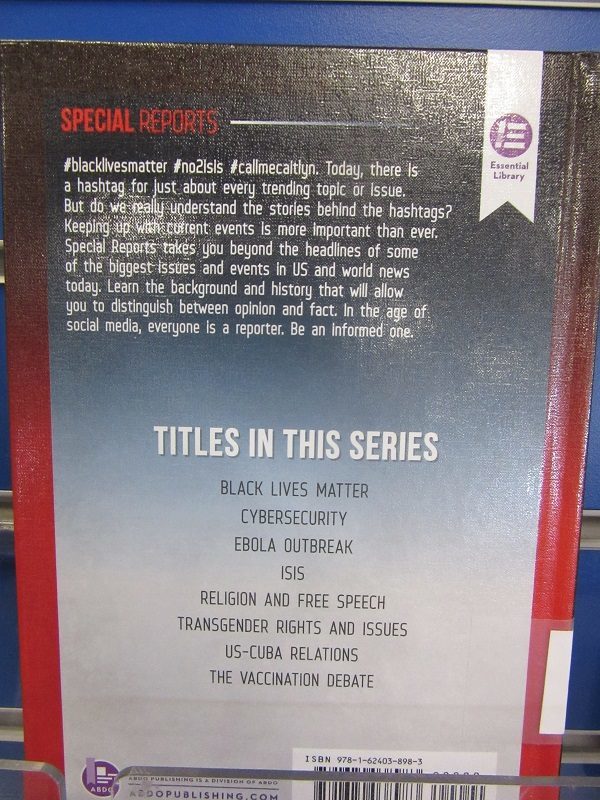 Essential
Library
SPECIAL REPORTS
#blacklivesmatter #no2isis #callmecaitlyn. Today, there is
a hashtag for just about every trending topic or issue.
But do we really understand the stories behind the hashtags?
Keeping up with current events is more important than ever.
Special Reports takes you beyond the headlines of some
of the biggest issues and events in US and world news
today. Learn the background and history that will allow
you to distinguish between opinion and fact. In the age of
social media, everyone is a reporter. Be an informed one.
TITLES IN THIS SERIES
BLACK LIVES MATTER
CYBERSECURITY
EBOLA OUTBREAK
ISIS
RELIGION AND FREE SPEECH
TRANSGENDER RIGHTS AND ISSUES
US-CUBA RELATIONS
THE VACCINATION DEBATE
ISBN 978-1-62403-898-3
ABDO PUBLISHING IS A DIVISION OF ABDO
ABDOPUBLISHING.COM
ABDO